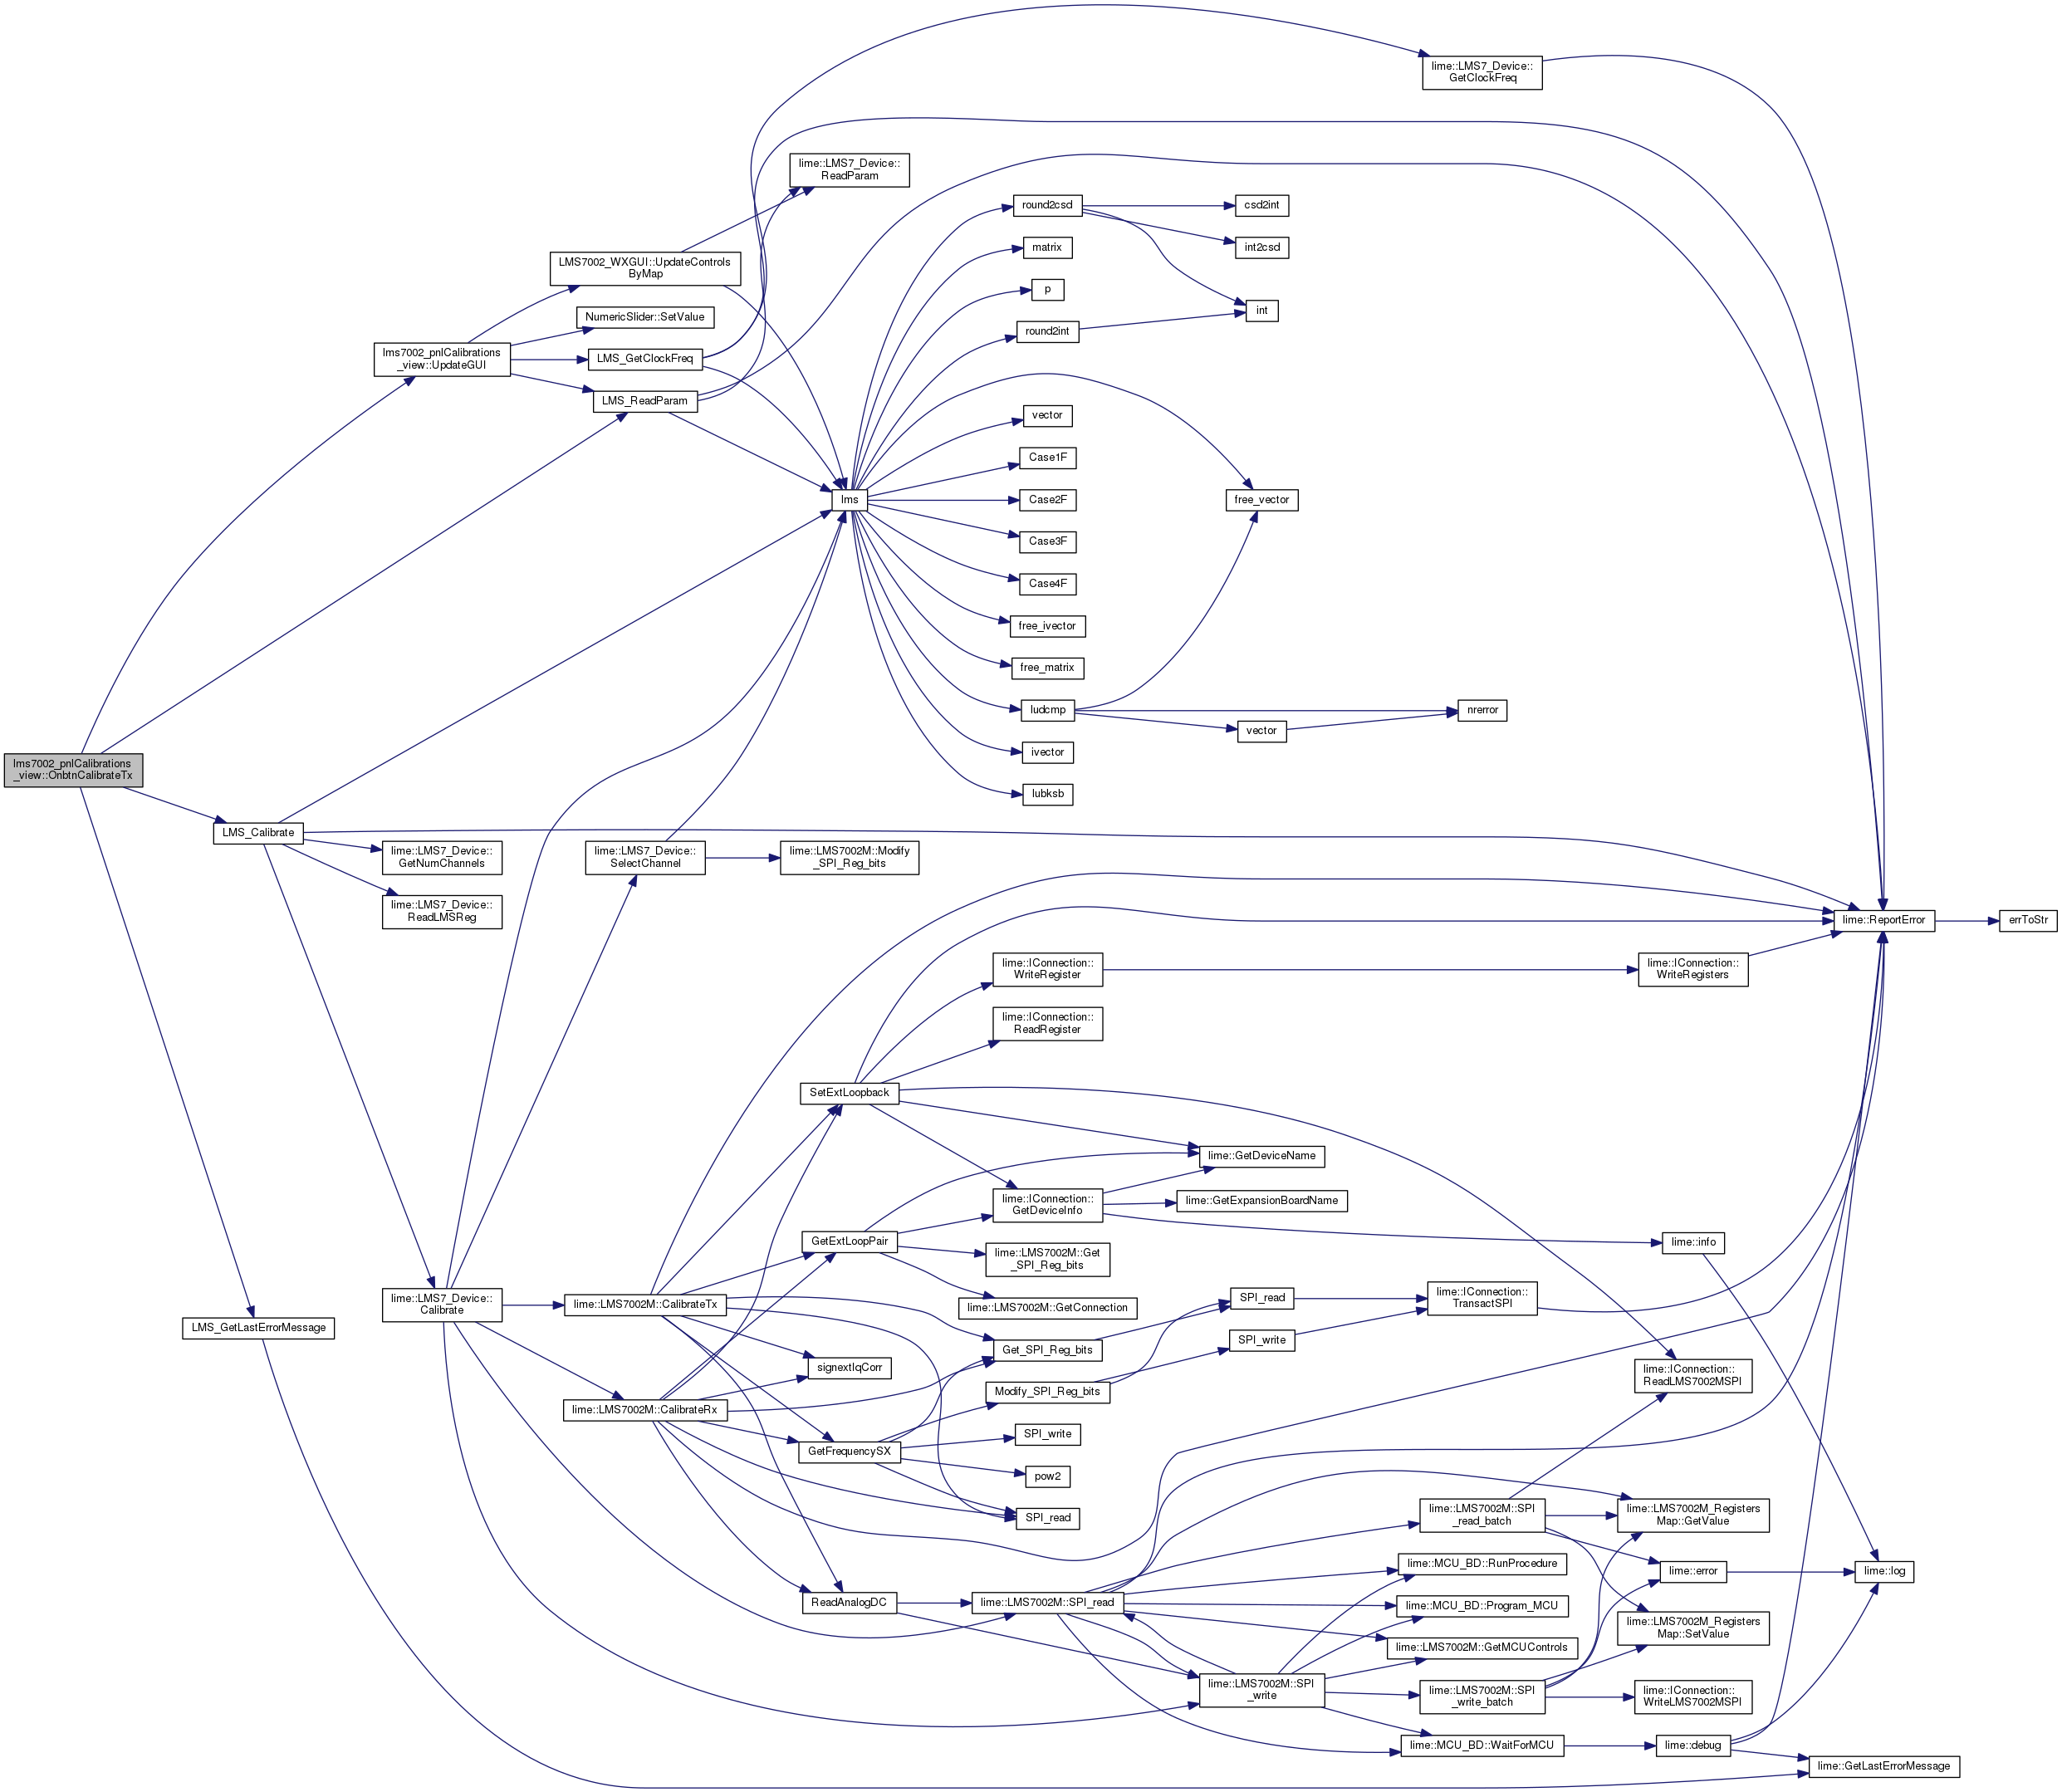 lime::LMS7_Device::
GetClockFreq
lime::LMS7_Device::
ReadParam
round2csd
csd2int
matrix
int2csd
LMS7002_WXGUI::UpdateControls
ByMap
p
int
NumericSlider::SetValue
round2int
lms7002_pnlCalibrations
_view::UpdateGUI
LMS_GetClockFreq
LMS_ReadParam
vector
Case1F
lms
Case2F
free_vector
Case3F
Case4F
free_ivector
free_matrix
ludcmp
nrerror
vector
ivector
lms7002_pnlCalibrations
_view::OnbtnCalibrateTx
lubksb
LMS_Calibrate
lime::LMS7_Device::
GetNumChannels
lime::LMS7_Device::
SelectChannel
lime::LMS7002M::Modify
_SPI_Reg_bits
lime::LMS7_Device::
ReadLMSReg
lime::ReportError
errToStr
lime::IConnection::
WriteRegister
lime::IConnection::
WriteRegisters
lime::IConnection::
ReadRegister
SetExtLoopback
lime::GetDeviceName
lime::IConnection::
GetDeviceInfo
lime::GetExpansionBoardName
GetExtLoopPair
lime::info
lime::LMS7002M::Get
_SPI_Reg_bits
lime::LMS7_Device::
Calibrate
lime::LMS7002M::CalibrateTx
lime::LMS7002M::GetConnection
SPI_read
lime::IConnection::
TransactSPI
LMS_GetLastErrorMessage
SPI_write
Get_SPI_Reg_bits
signextIqCorr
lime::IConnection::
ReadLMS7002MSPI
Modify_SPI_Reg_bits
lime::LMS7002M::CalibrateRx
SPI_write
GetFrequencySX
pow2
SPI_read
lime::LMS7002M::SPI
_read_batch
lime::LMS7002M_Registers
Map::GetValue
lime::MCU_BD::RunProcedure
lime::error
lime::log
ReadAnalogDC
lime::LMS7002M::SPI_read
lime::MCU_BD::Program_MCU
lime::LMS7002M_Registers
Map::SetValue
lime::LMS7002M::GetMCUControls
lime::LMS7002M::SPI
_write
lime::LMS7002M::SPI
_write_batch
lime::IConnection::
WriteLMS7002MSPI
lime::MCU_BD::WaitForMCU
lime::debug
lime::GetLastErrorMessage